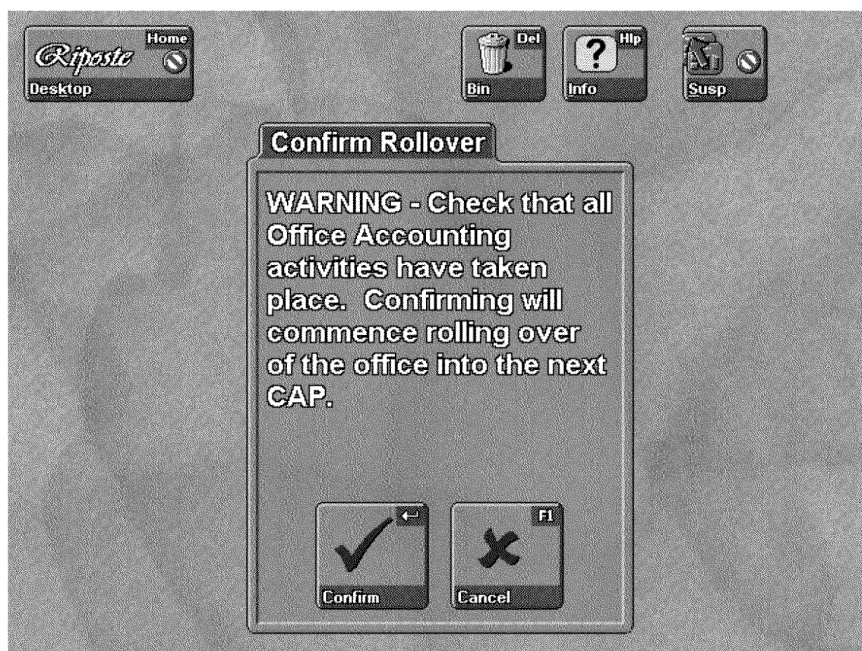 Riposte Home
Desktop
Del
Bin
Hlp
?
Info
Susp
Confirm Rollover
WARNING - Check that all
Office Accounting
activities have taken
place. Confirming will
commence rolling over
of the office into the next
CAP.
Confirm
F1
Cancel